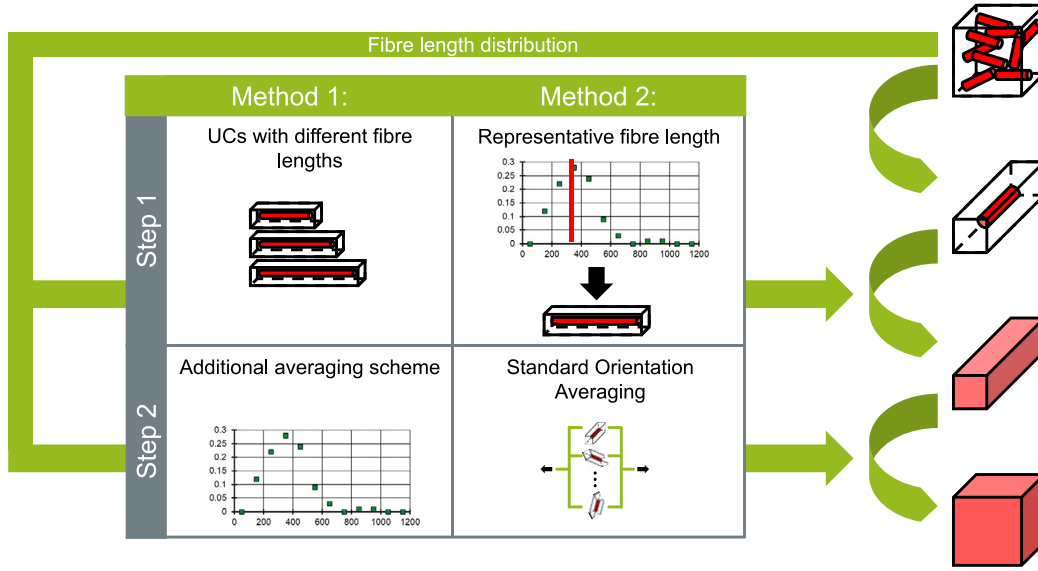 Fibre length distribution
Method 1:
Method 2:
Step 1
UCs with different fibre
lengths
Representative fibre length
0.3
0.25
0.2
0.15
0.1
0.05
0
0 200 400 600 800 1000 1200
Step 2
Additional averaging scheme
0.3
0.25
0.2
0.15
0.1
0.05
0
0 200 400 600 800 1000 1200
Standard Orientation
Averaging